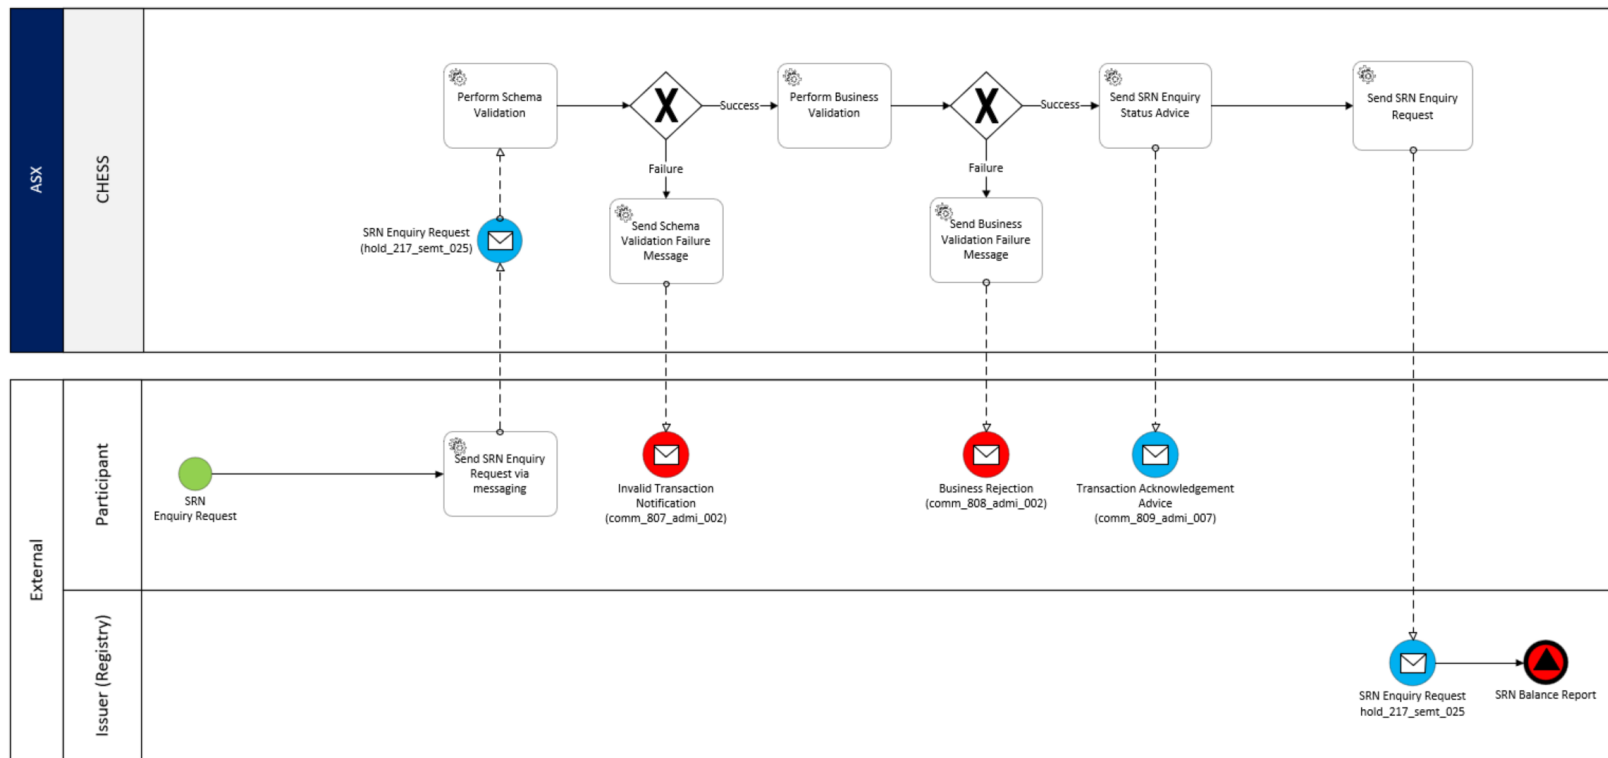 ASX
CHESS
Perform Schema
Validation
X
Success
Perform Business
Validation
X
Success
Send SRN Enquiry
Status Advice
Send SRN Enquiry
Request
Failure
Failure
SRN Enquiry Request
(hold_217_semt_025)
Send Schema
Validation Failure
Message
Send Business
Validation Failure
Message
External
Participant
SRN
Enquiry Request
Send SRN Enquiry
Request via
messaging
Invalid Transaction
Notification
(comm_807_admi_002)
Business Rejection
(comm_808_admi_002)
Transaction Acknowledgement
Advice
(comm_809_admi_007)
Issuer (Registry)
SRN Enquiry Request
hold_217_semt_025
SRN Balance Report